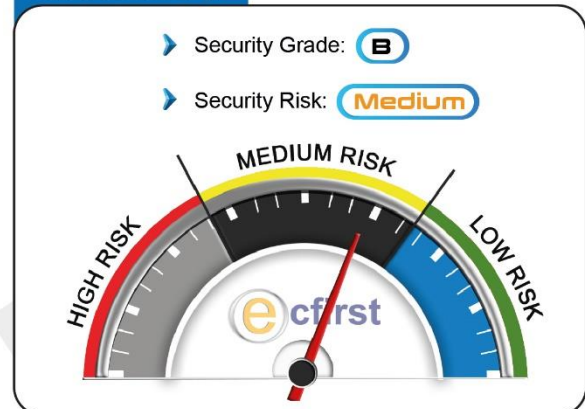 Security Grade: B
Security Risk: Medium
MEDIUM RISK
HIGH RISK
LOW RISK
ecfirst